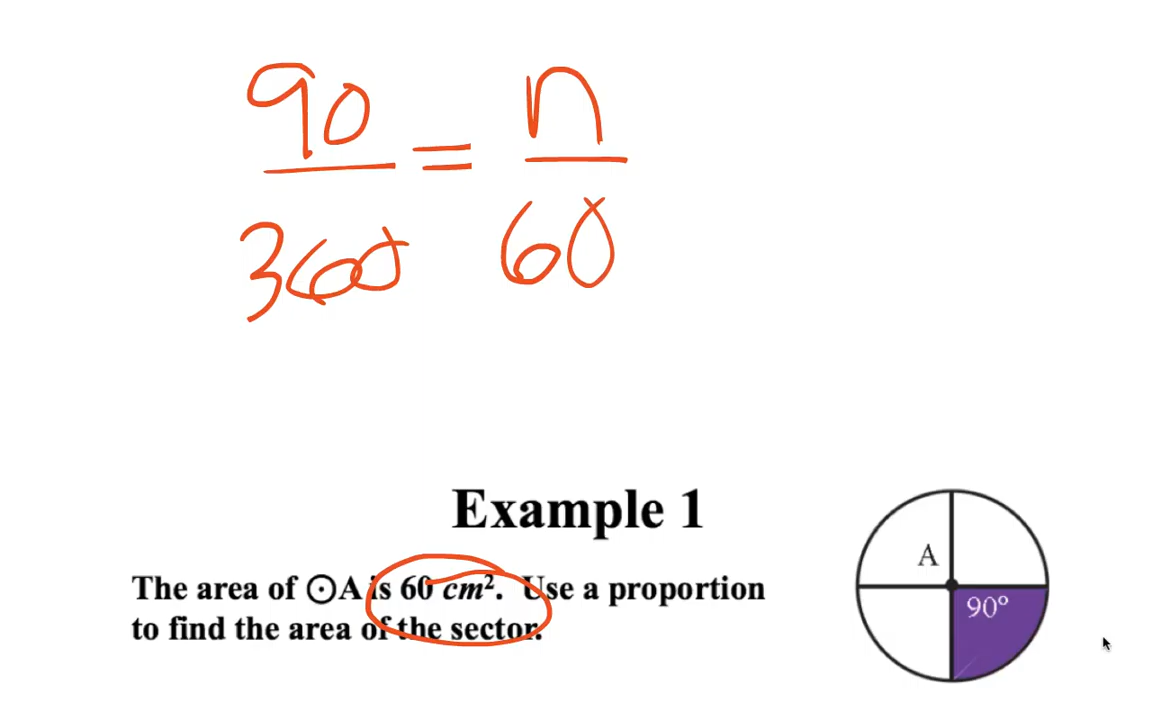 90 = n
360 60
Example 1
The area of ⊙A is 60 cm². Use a proportion
to find the area of the sector.
A
90°